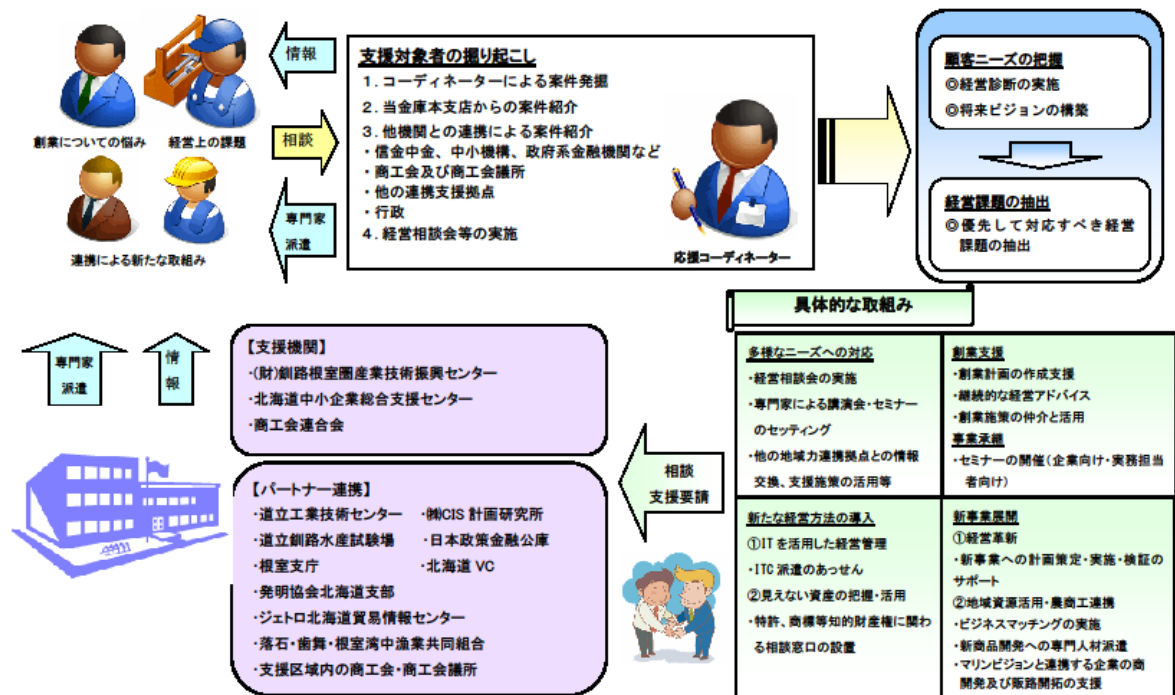 情報
相談
専門家
派遣
創業についての悩み
経営上の課題
連携による新たな取組み
支援対象者の掘り起こし
1．コーディネーターによる案件発掘
2．当金庫本支店からの案件紹介
3．他機関との連携による案件紹介
・信金中金、中小機構、政府系金融機関など
・商工会及び商工会議所
・他の連携支援拠点
・行政
4．経営相談会等の実施
応援コーディネーター
顧客ニーズの把握
◎経営診断の実施
◎将来ビジョンの構築
経営課題の抽出
◎優先して対応すべき経営
課題の抽出
具体的な取組み
多様なニーズへの対応
・経営相談会の実施
・専門家による講演会・セミナー
のセッティング
・他の地域力連携拠点との情報
交換、支援施策の活用等
創業支援
・創業計画の作成支援
・継続的な経営アドバイス
・創業施策の仲介と活用
事業承継
・セミナーの開催（企業向け・実務担当
者向け）
新たな経営方法の導入
①ITを活用した経営管理
・ITC派遣のあっせん
②見えない資産の把握・活用
・特許、商標等知的財産権に関わ
る相談窓口の設置
新事業展開
①経営革新
・新事業への計画策定・実施・検証の
サポート
②地域資源活用・農商工連携
・ビジネスマッチングの実施
・新商品開発への専門人材派遣
・マリンビジョンと連携する企業の商
開発及び販路開拓の支援
相談
支援要請
専門家
派遣
情
報
【支援機関】
・(財)釧路根室圏産業技術振興センター
・北海道中小企業総合支援センター
・商工会連合会
【パートナー連携】
・道立工業技術センター ・㈱CIS計画研究所
・道立釧路水産試験場 ・日本政策金融公庫
・根室支庁 ・北海道VC
・発明協会北海道支部
・ジェトロ北海道貿易情報センター
・落石・歯舞・根室湾中漁業共同組合
・支援区域内の商工会・商工会議所